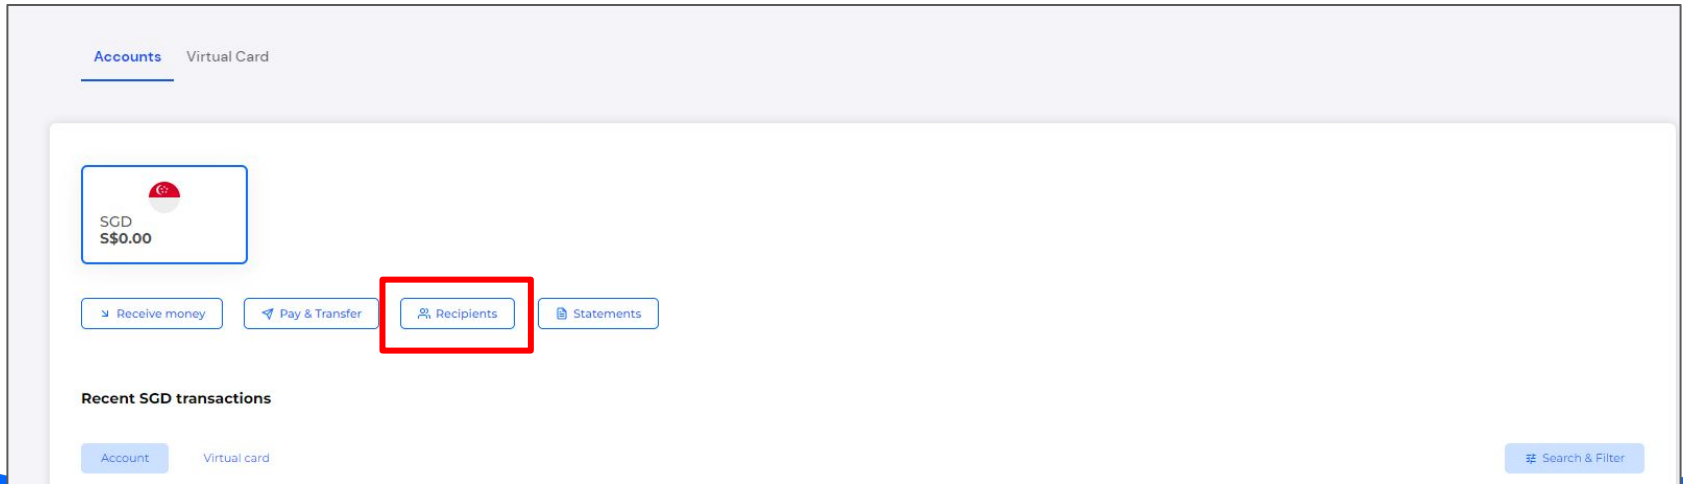 Accounts Virtual Card
SGD
S$0.00
Receive money Pay & Transfer Recipients Statements
Recent SGD transactions
Account Virtual card Search & Filter